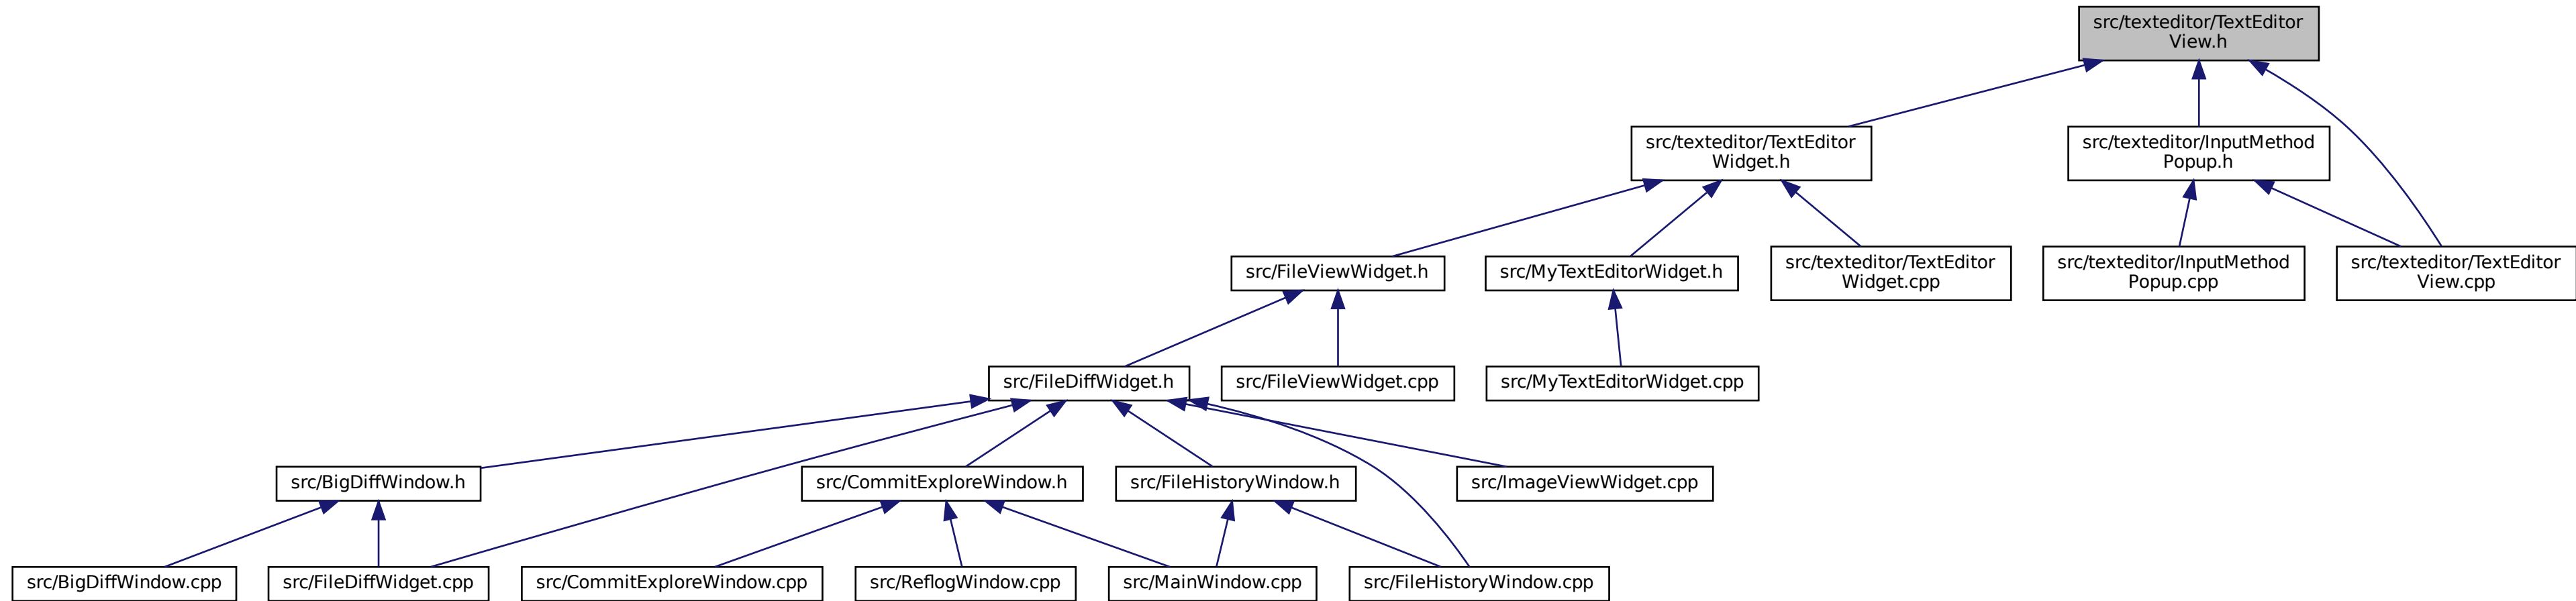 src/texteditor/TextEditor
View.h
src/texteditor/TextEditor
Widget.h
src/texteditor/InputMethod
Popup.h
src/FileViewWidget.h
src/MyTextEditorWidget.h
src/texteditor/TextEditor
Widget.cpp
src/texteditor/InputMethod
Popup.cpp
src/texteditor/TextEditor
View.cpp
src/FileDiffWidget.h
src/FileViewWidget.cpp
src/MyTextEditorWidget.cpp
src/BigDiffWindow.h
src/CommitExploreWindow.h
src/FileHistoryWindow.h
src/ImageViewWidget.cpp
src/BigDiffWindow.cpp
src/FileDiffWidget.cpp
src/CommitExploreWindow.cpp
src/ReflogWindow.cpp
src/MainWindow.cpp
src/FileHistoryWindow.cpp